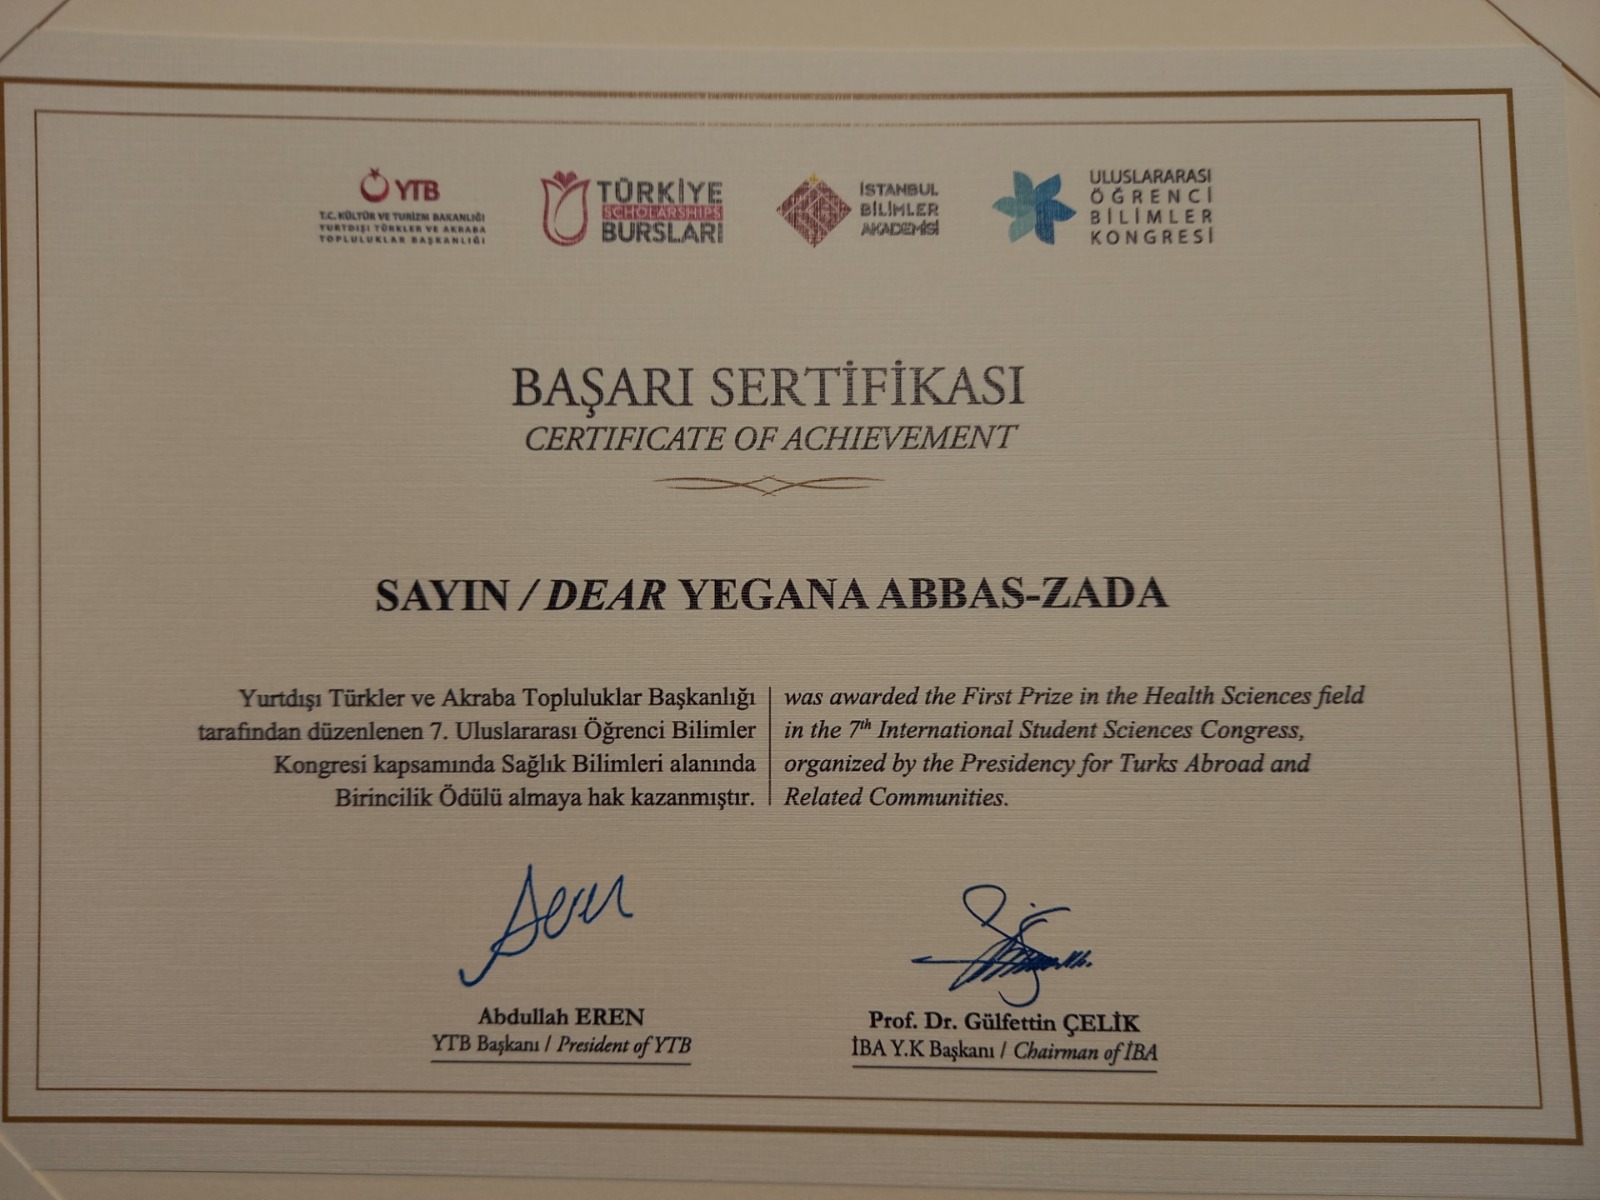 YTB
T.C. KÜLTÜR VE TURİZM BAKANLIĞI
YURTDIŞI TÜRKLER VE AKRABA
TOPLULUKLAR BAŞKANLIĞI
TÜRKİYE
SCHOLARSHIPS
BURSLARI
İSTANBUL
BİLİMLER
AKADEMİSİ
ULUSLARARASI
ÖĞRENCİ
BİLİMLER
KONGRESİ
BAŞARI SERTİFİKASI
CERTIFICATE OF ACHIEVEMENT
SAYIN / DEAR YEGANA ABBAS-ZADA
Yurtdışı Türkler ve Akraba Topluluklar Başkanlığı
tarafından düzenlenen 7. Uluslararası Öğrenci Bilimler
Kongresi kapsamında Sağlık Bilimleri alanında
Birincilik Ödülü almaya hak kazanmıştır.
was awarded the First Prize in the Health Sciences field
in the 7th International Student Sciences Congress,
organized by the Presidency for Turks Abroad and
Related Communities.
Abdullah EREN
YTB Başkanı / President of YTB
Prof. Dr. Gülfettin ÇELİK
İBA Y.K Başkanı / Chairman of İBA